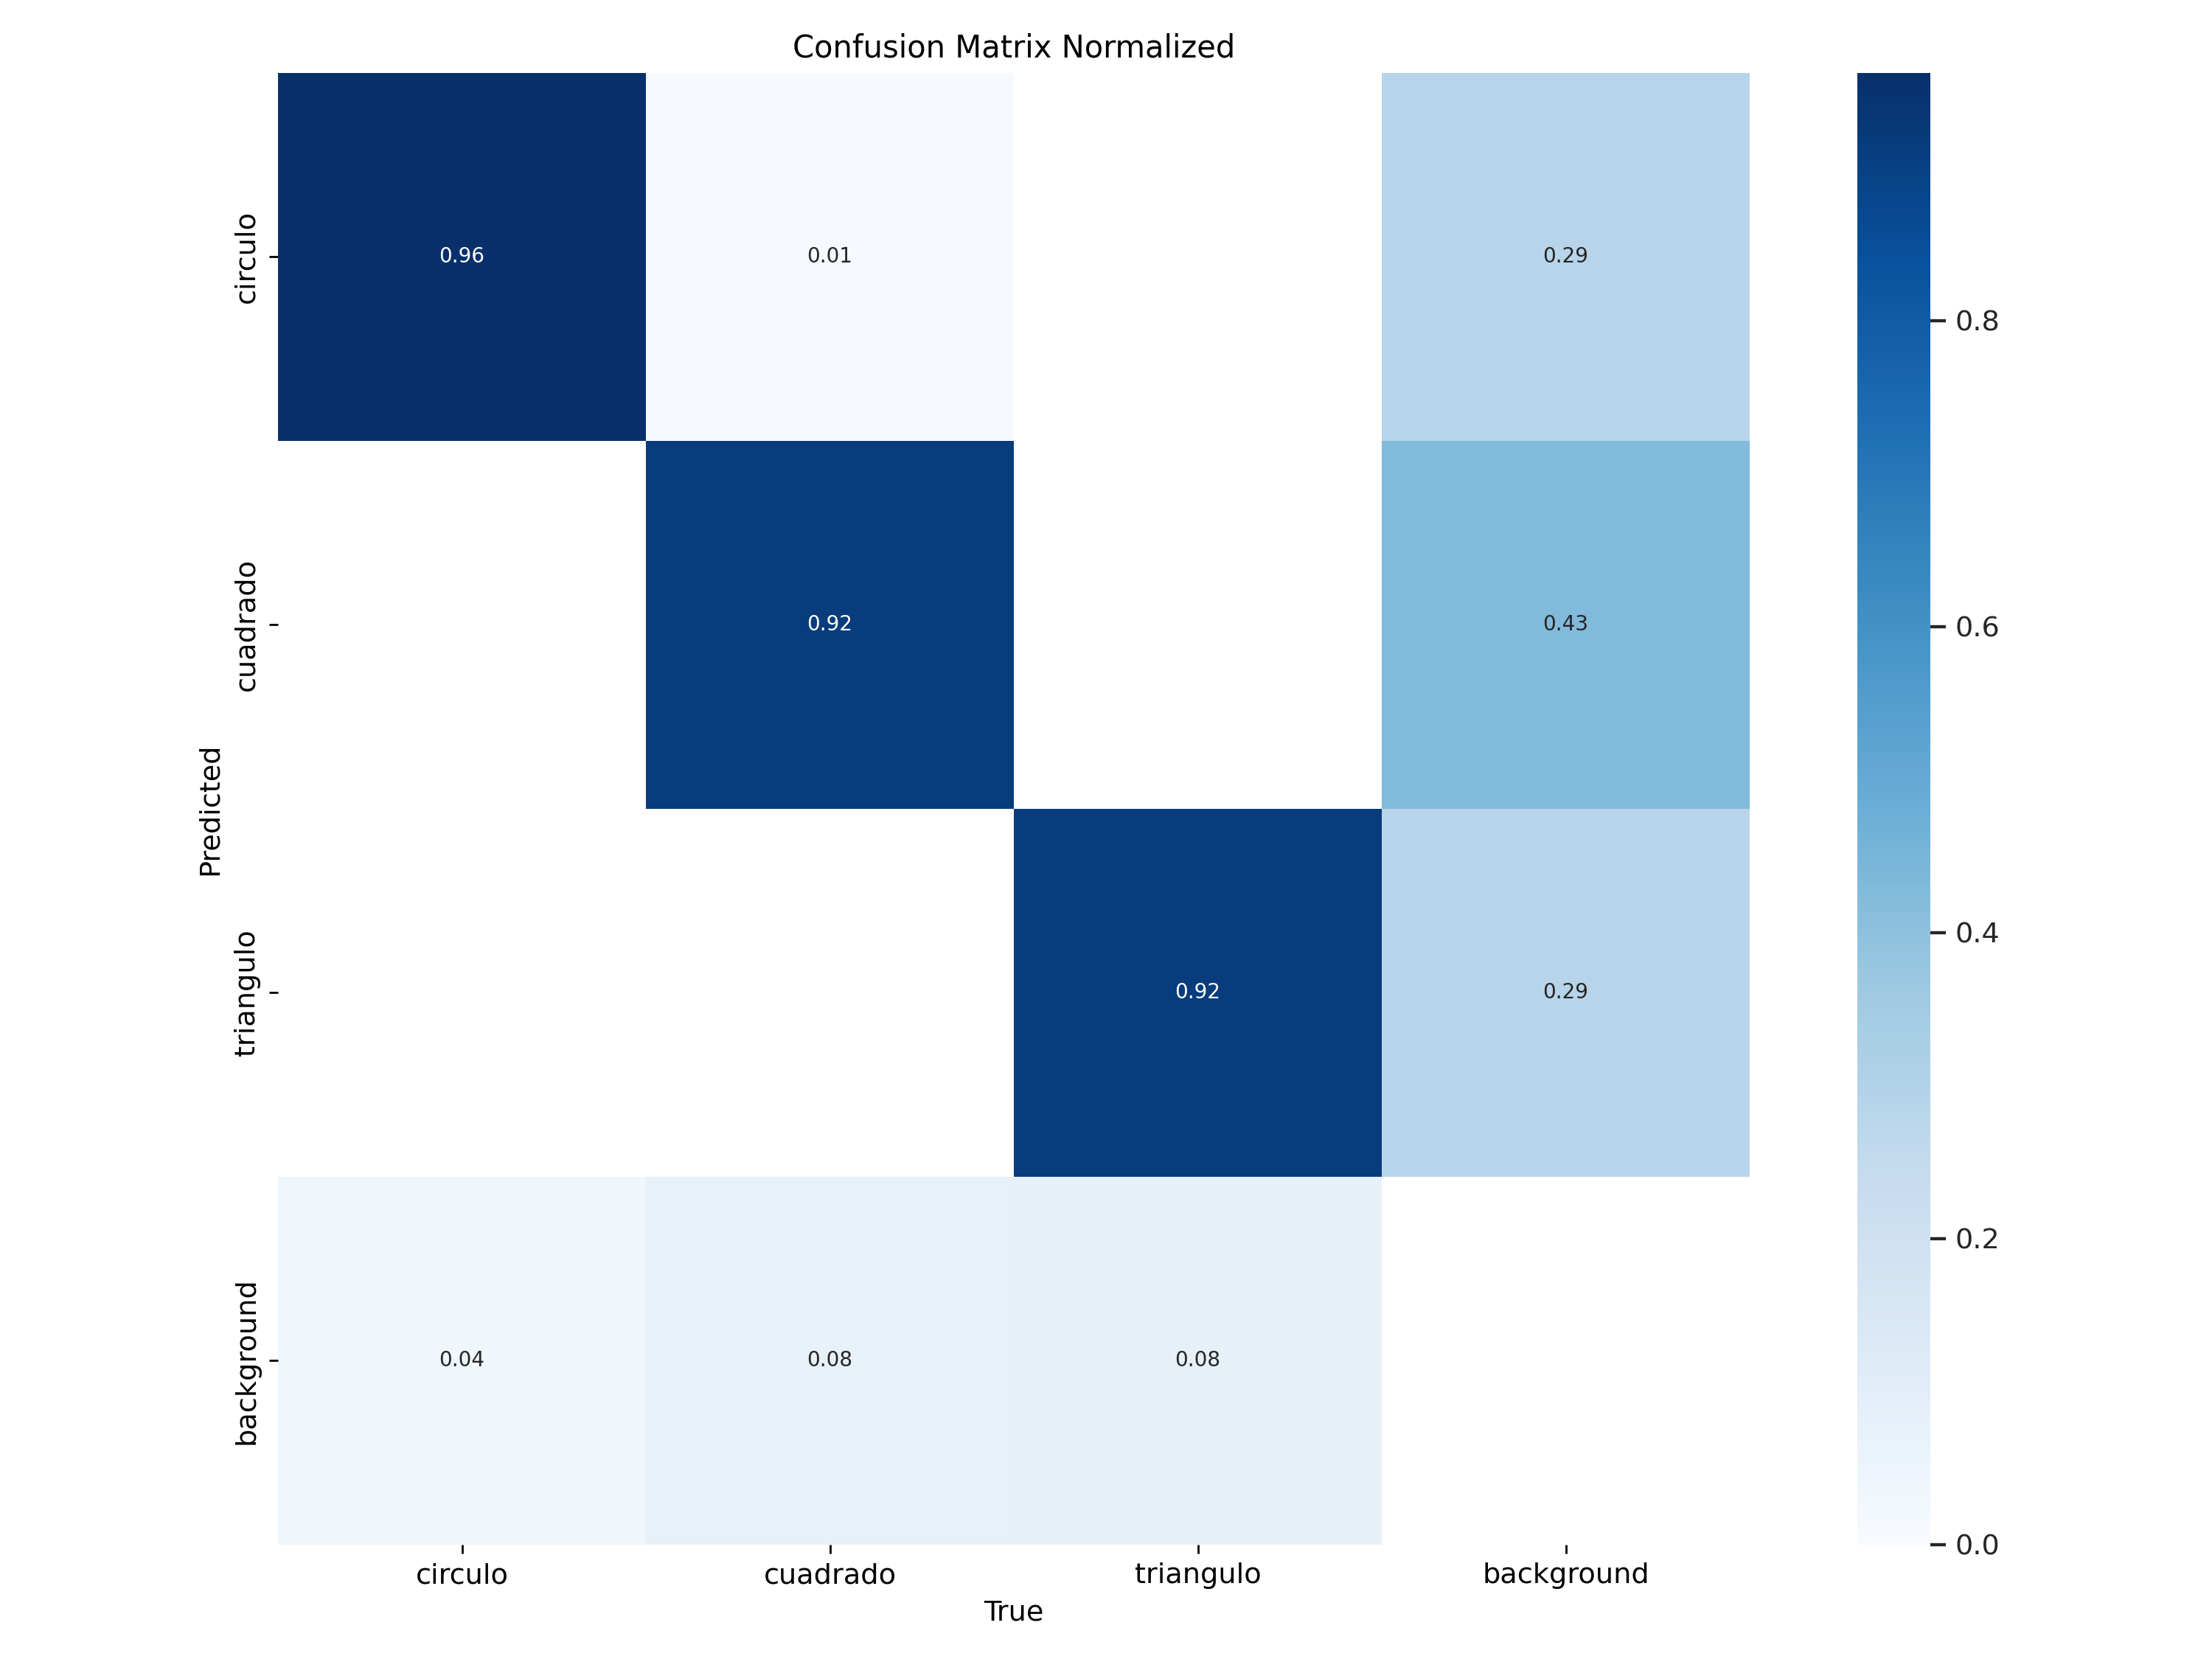 Confusion Matrix Normalized
circulo
0.96
0.01
0.29
cuadrado
0.92
0.43
triangulo
0.92
0.29
background
0.04
0.08
0.08
Predicted
circulo
cuadrado
triangulo
background
True
0.8
0.6
0.4
0.2
0.0